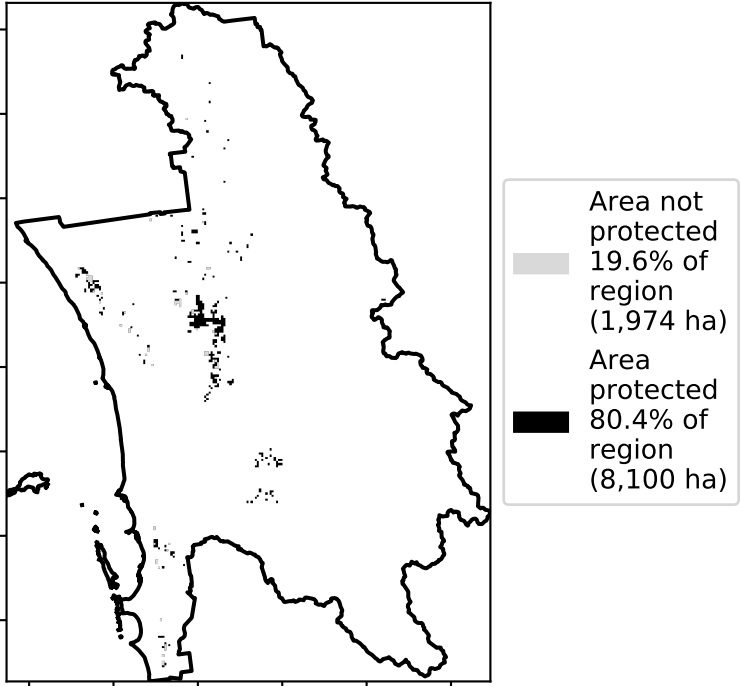 Area not
protected
19.6% of
region
(1,974 ha)
Area
protected
80.4% of
region
(8,100 ha)